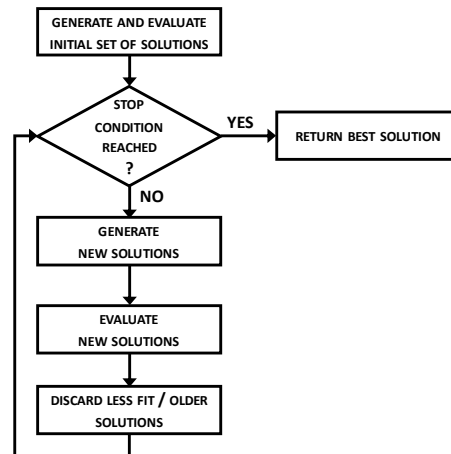 GENERATE AND EVALUATE
INITIAL SET OF SOLUTIONS
STOP
CONDITION
REACHED
?
YES
RETURN BEST SOLUTION
NO
GENERATE
NEW SOLUTIONS
EVALUATE
NEW SOLUTIONS
DISCARD LESS FIT / OLDER
SOLUTIONS